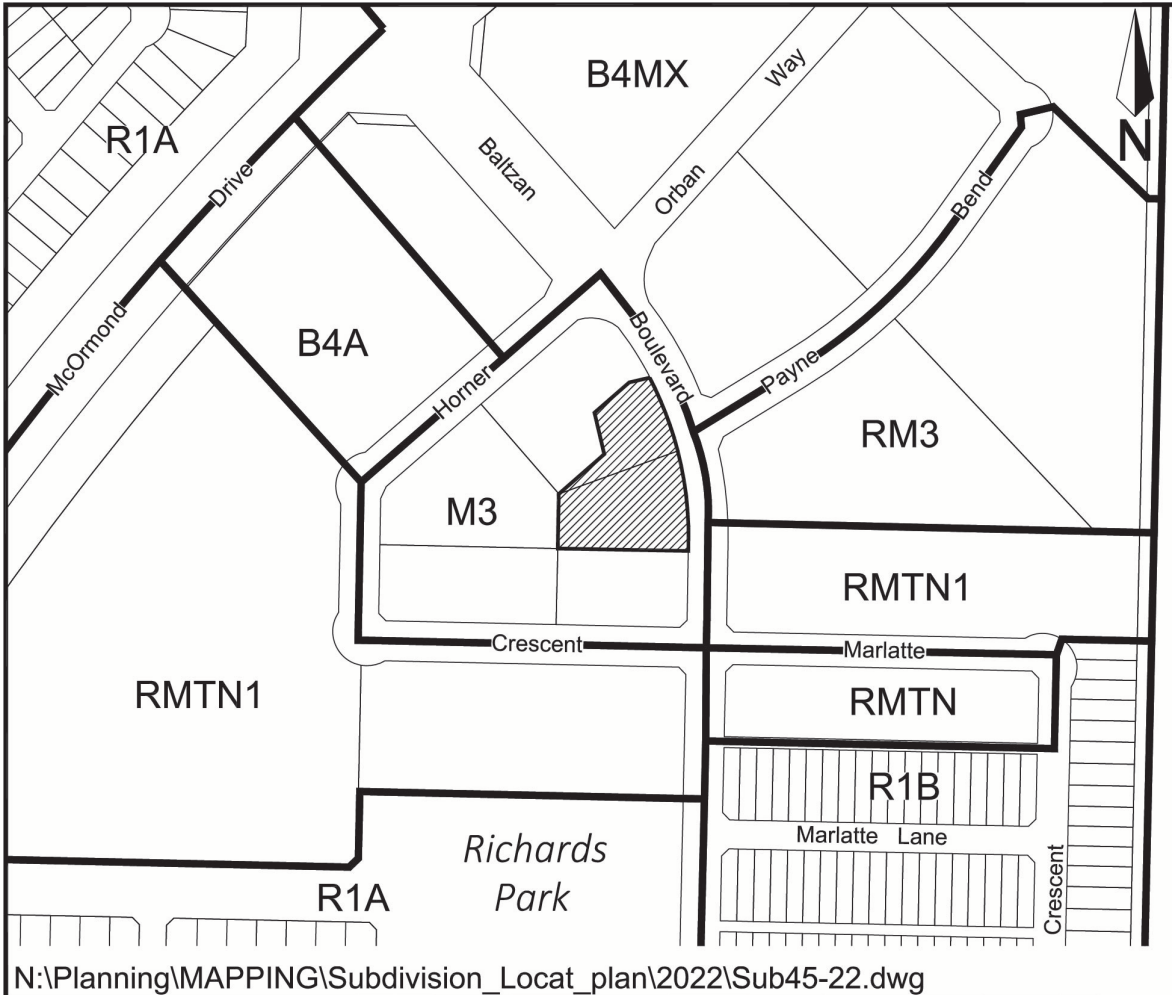 B4MX
Way
R1A
N
Baltzan
Drive
Orban
Bend
McOrmond
B4A
Boulevard
Horner
Payne
RM3
M3
RMTN1
Crescent
Marlatte
RMTN1
RMTN
R1B
Marlatte Lane
Richards
Park
R1A
Crescent
N:\Planning\MAPPING\Subdivision_Locat_plan\2022\Sub45-22.dwg